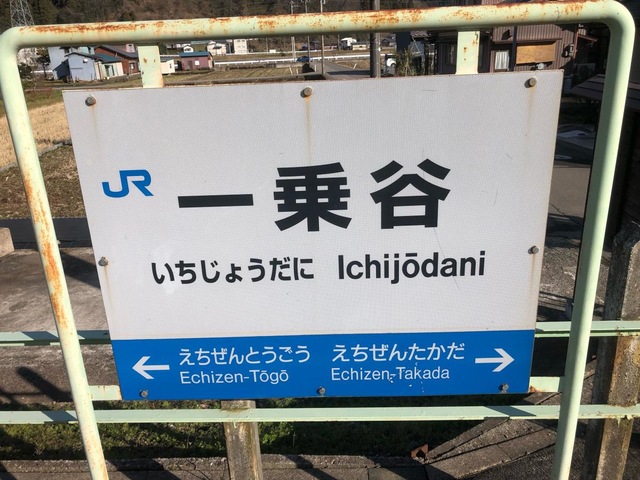 JR 一乗谷
いちじょうだに Ichijōdani
← えちぜんとうごう えちぜんたかだ →
Echizen-Tōgō Echizen-Takada